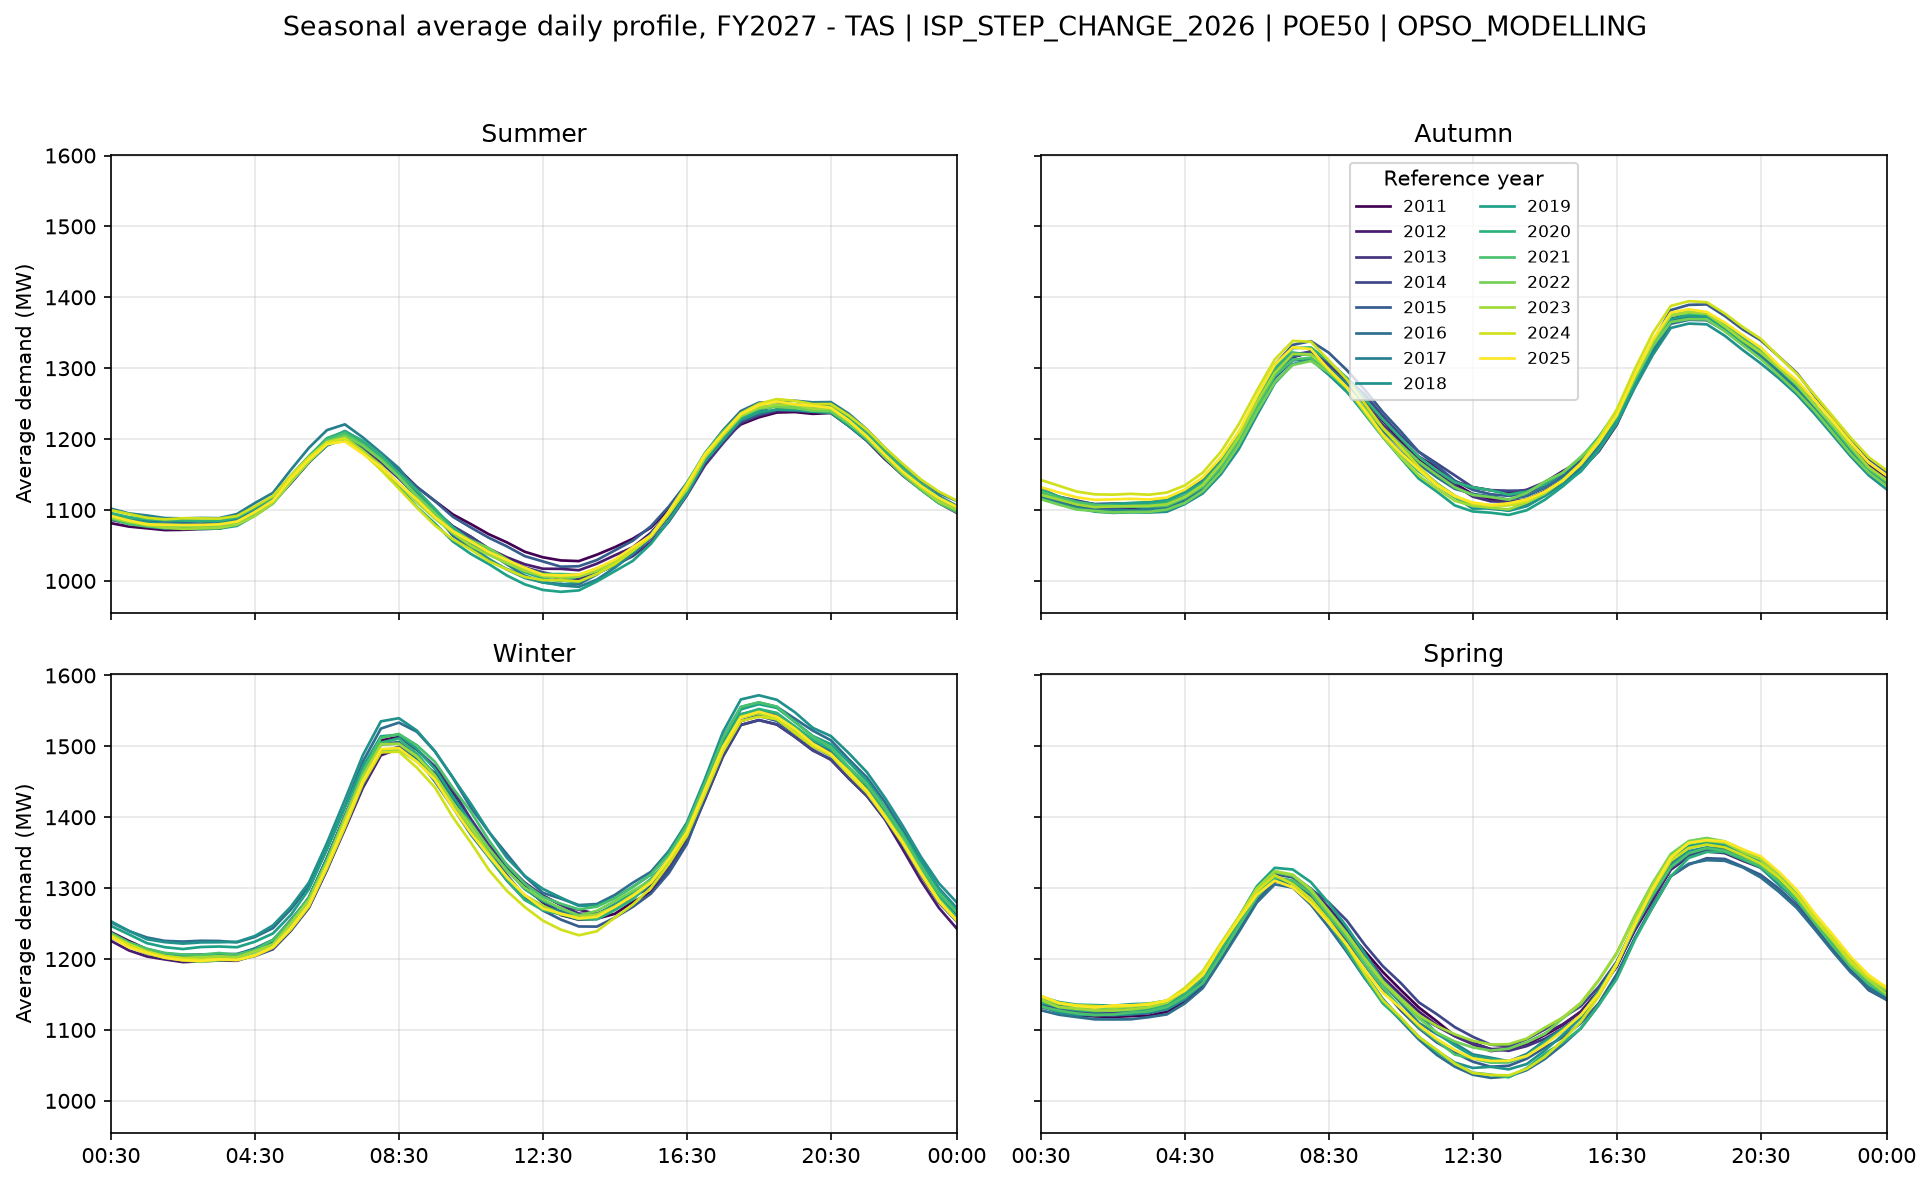 Seasonal average daily profile, FY2027 - TAS | ISP_STEP_CHANGE_2026 | POE50 | OPSO_MODELLING
Summer
Average demand (MW)
1600
1500
1400
1300
1200
1100
1000
Autumn
Reference year
2011
2012
2013
2014
2015
2016
2017
2018
2019
2020
2021
2022
2023
2024
2025
Winter
Average demand (MW)
1600
1500
1400
1300
1200
1100
1000
00:30 04:30 08:30 12:30 16:30 20:30 00:00
Spring
00:30 04:30 08:30 12:30 16:30 20:30 00:00